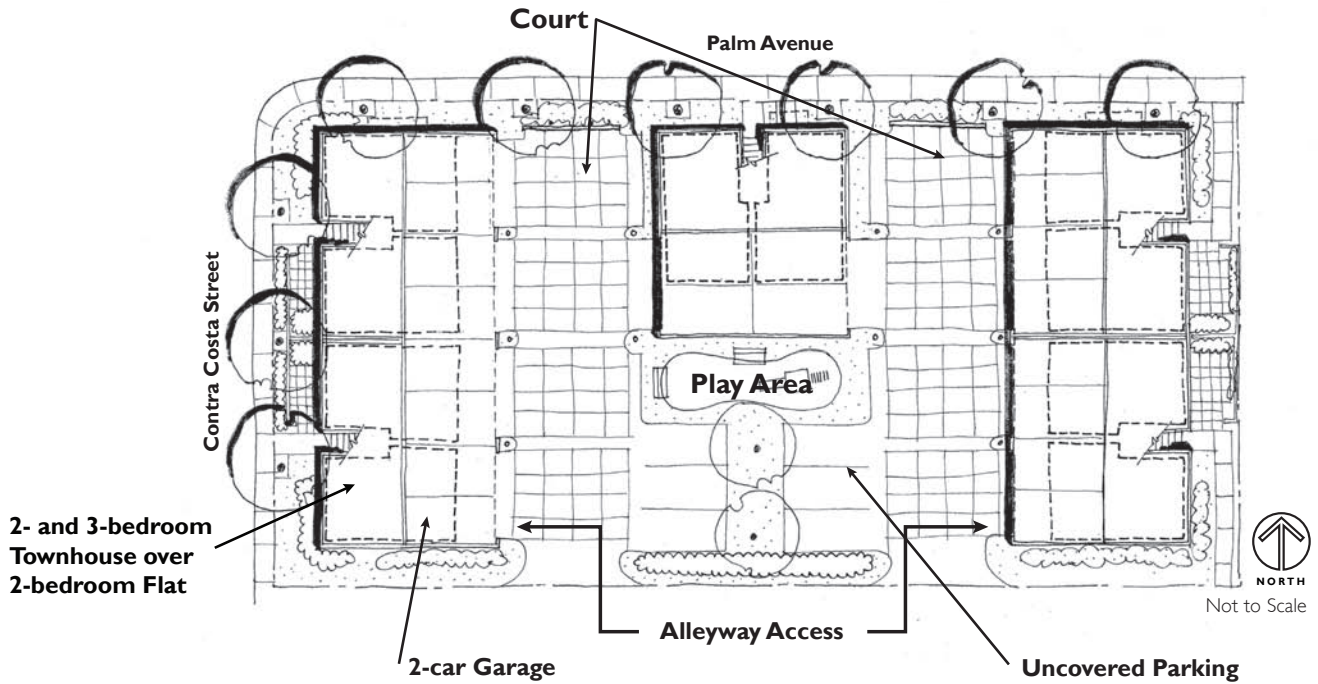 Court
Palm Avenue
Contra Costa Street
Play Area
2- and 3-bedroom
Townhouse over
2-bedroom Flat
NORTH
Not to Scale
Alleyway Access
2-car Garage
Uncovered Parking